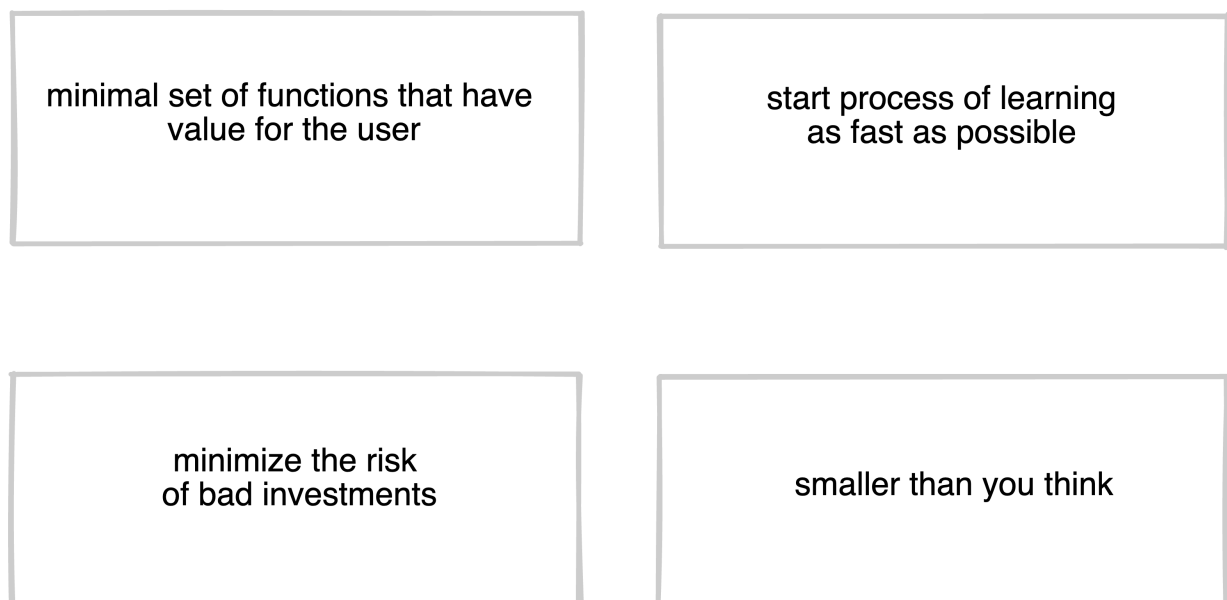 minimal set of functions that have
value for the user
start process of learning
as fast as possible
minimize the risk
of bad investments
smaller than you think